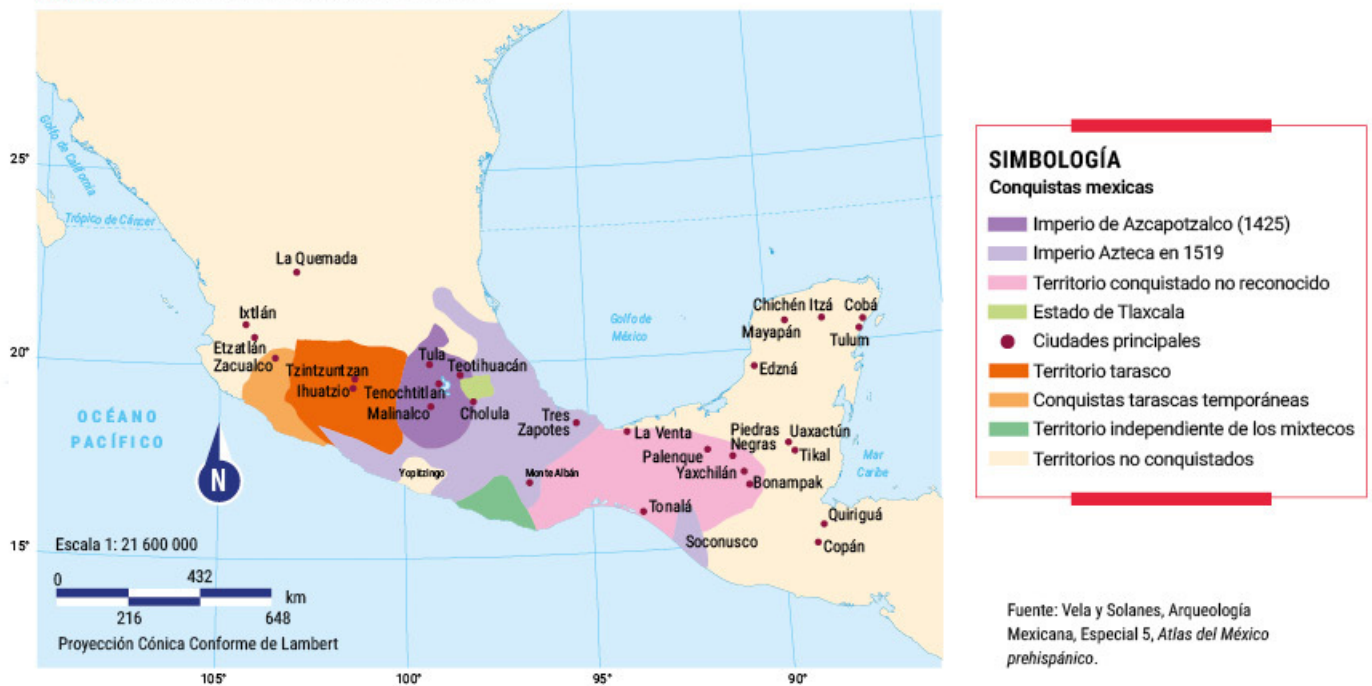 25°
20°
15°
105°
100°
95°
90°
Golfo de California
Trópico de Cáncer
La Quemada
Ixtlán
Etzatlán
Zacualco
Tzintzuntzan
Ihuatzio
Tula
Teotihuacán
Tenochtitlan
Malinalco
Cholula
Tres
Zapotes
Golfo de
México
Chichén Itzá
Cobá
Mayapán
Tulum
Edzná
La Venta
Piedras
Negras
Uaxactún
Palenque
Tikal
Yaxchilán
Bonampak
Mar
Caribe
Yopitzingo
Monte Albán
Tonalá
Soconusco
Quiriguá
Copán
OCÉANO
PACÍFICO
N
Escala 1: 21 600 000
0
432
km
216
648
Proyección Cónica Conforme de Lambert
SIMBOLOGÍA
Conquistas mexicas
Imperio de Azcapotzalco (1425)
Imperio Azteca en 1519
Territorio conquistado no reconocido
Estado de Tlaxcala
Ciudades principales
Territorio tarasco
Conquistas tarascas temporáneas
Territorio independiente de los mixtecos
Territorios no conquistados
Fuente: Vela y Solanes, Arqueología
Mexicana, Especial 5, Atlas del México
prehispánico.